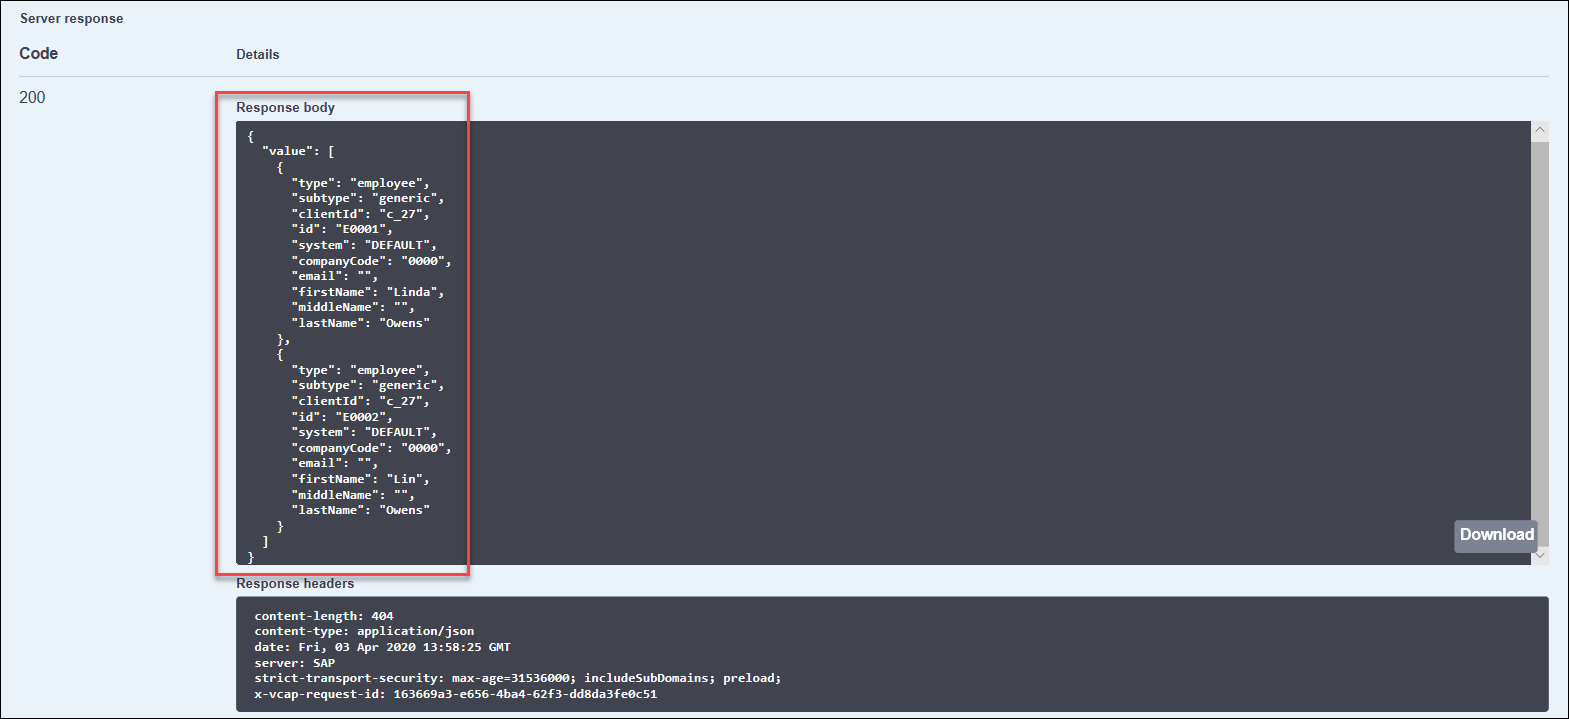 Server response
Code Details
200
Response body
{
  "value": [
    {
      "type": "employee",
      "subtype": "generic",
      "clientId": "c_27",
      "id": "E0001",
      "system": "DEFAULT",
      "companyCode": "0000",
      "email": "",
      "firstName": "Linda",
      "middleName": "",
      "lastName": "Owens"
    },
    {
      "type": "employee",
      "subtype": "generic",
      "clientId": "c_27",
      "id": "E0002",
      "system": "DEFAULT",
      "companyCode": "0000",
      "email": "",
      "firstName": "Lin",
      "middleName": "",
      "lastName": "Owens"
    }
  ]
}
Download
Response headers
content-length: 404
content-type: application/json
date: Fri, 03 Apr 2020 13:58:25 GMT
server: SAP
strict-transport-security: max-age=31536000; includeSubDomains; preload;
x-vcap-request-id: 163669a3-e656-4ba4-62f3-dd8da3fe0c51